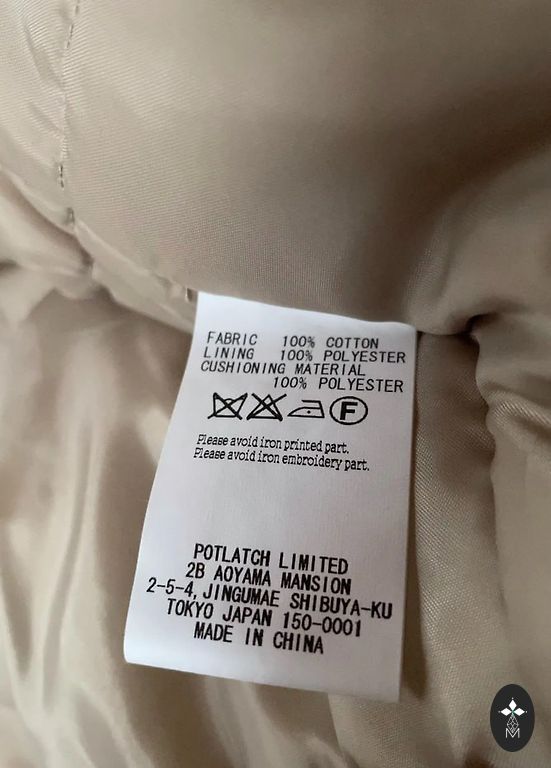 FABRIC 100% COTTON
LINING 100% POLYESTER
CUSHIONING MATERIAL
100% POLYESTER
F
Please avoid iron printed part.
Please avoid iron embroidery part.
POTLATCH LIMITED
2B AOYAMA MANSION
2-5-4, JINGUMAE SHIBUYA-KU
TOKYO JAPAN 150-0001
MADE IN CHINA
M